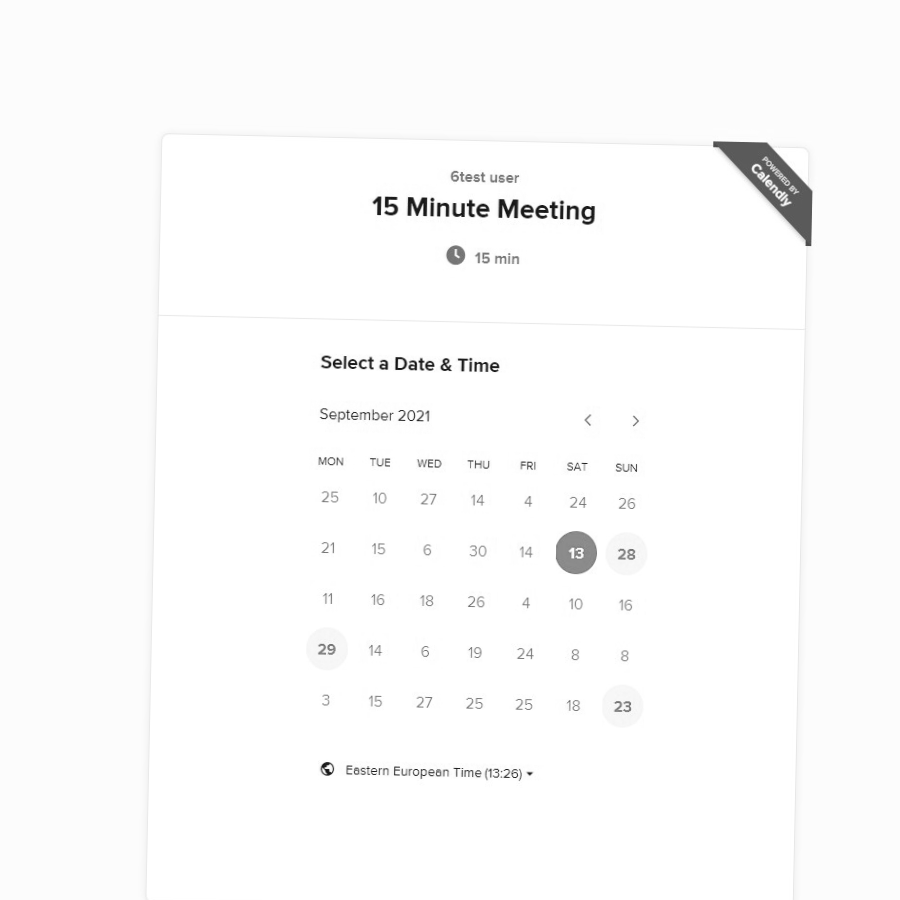 POWERED BY
Calendly
6test user
15 Minute Meeting
15 min
Select a Date & Time
September 2021
MON TUE WED THU FRI SAT SUN
25 10 27 14 4 24 26
21 15 6 30 14 13 28
11 16 18 26 4 10 16
29 14 6 19 24 8 8
3 15 27 25 25 18 23
Eastern European Time (13:26)